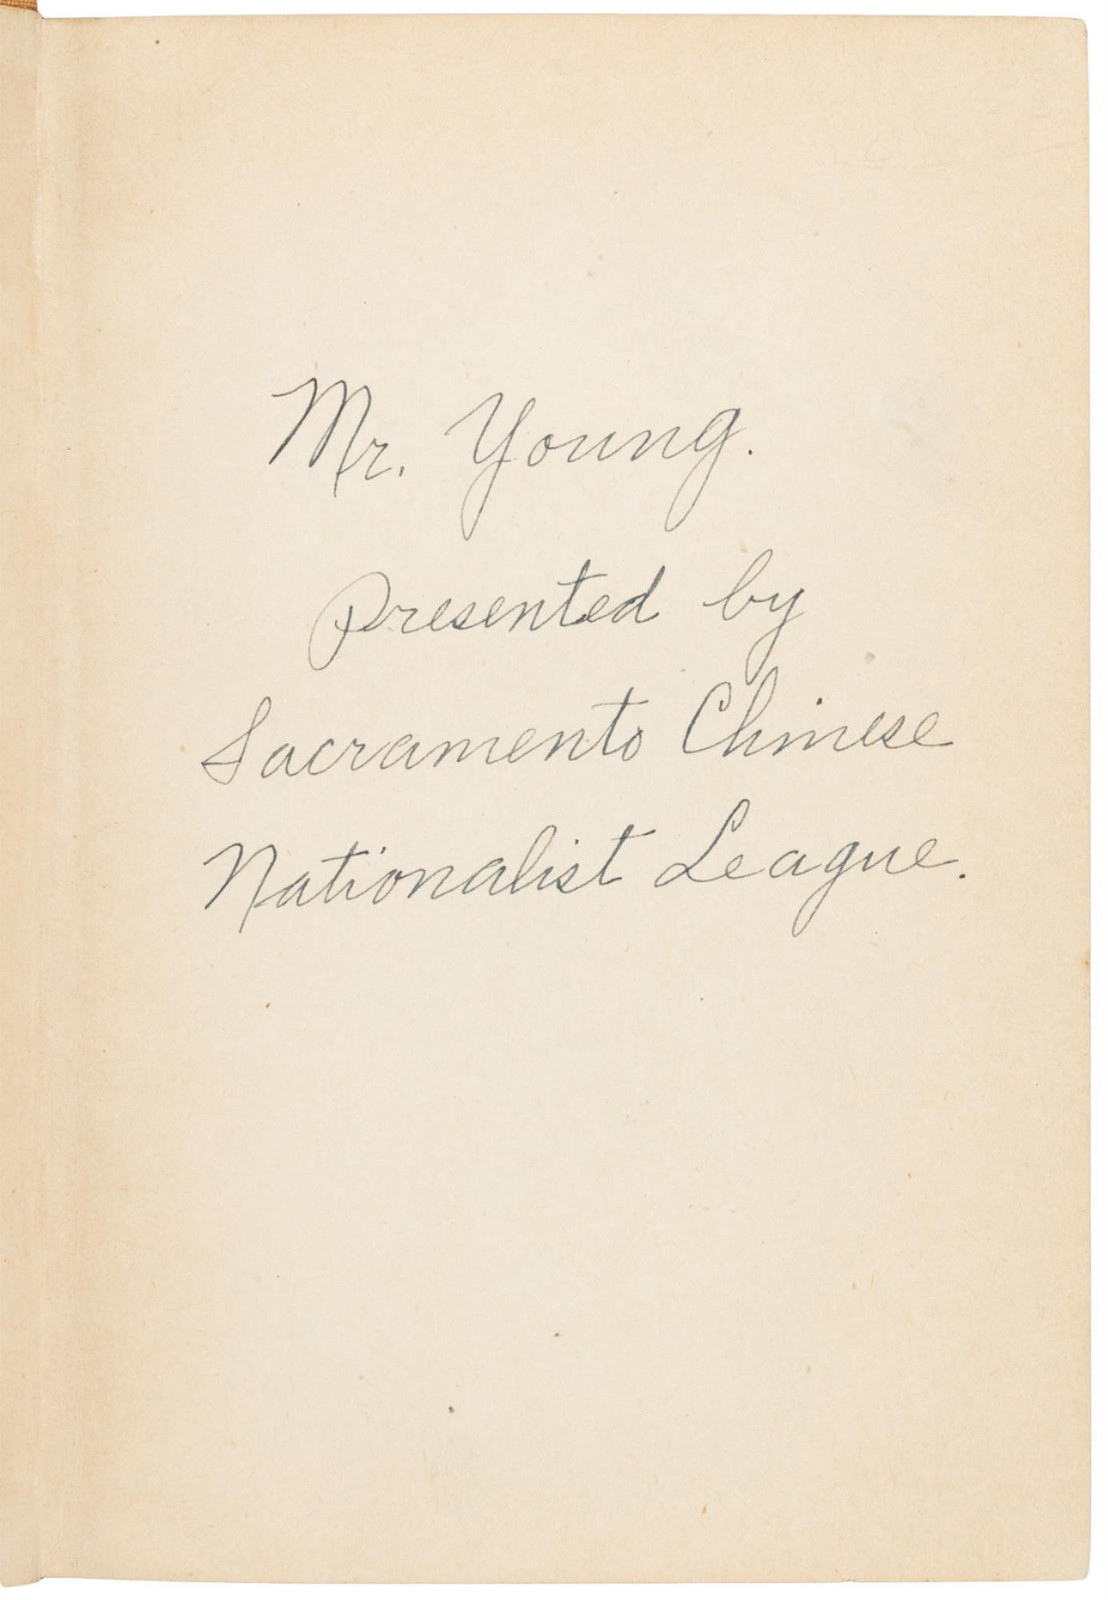 Mr. Young.
Presented by
Sacramento Chinese
Nationalist League.